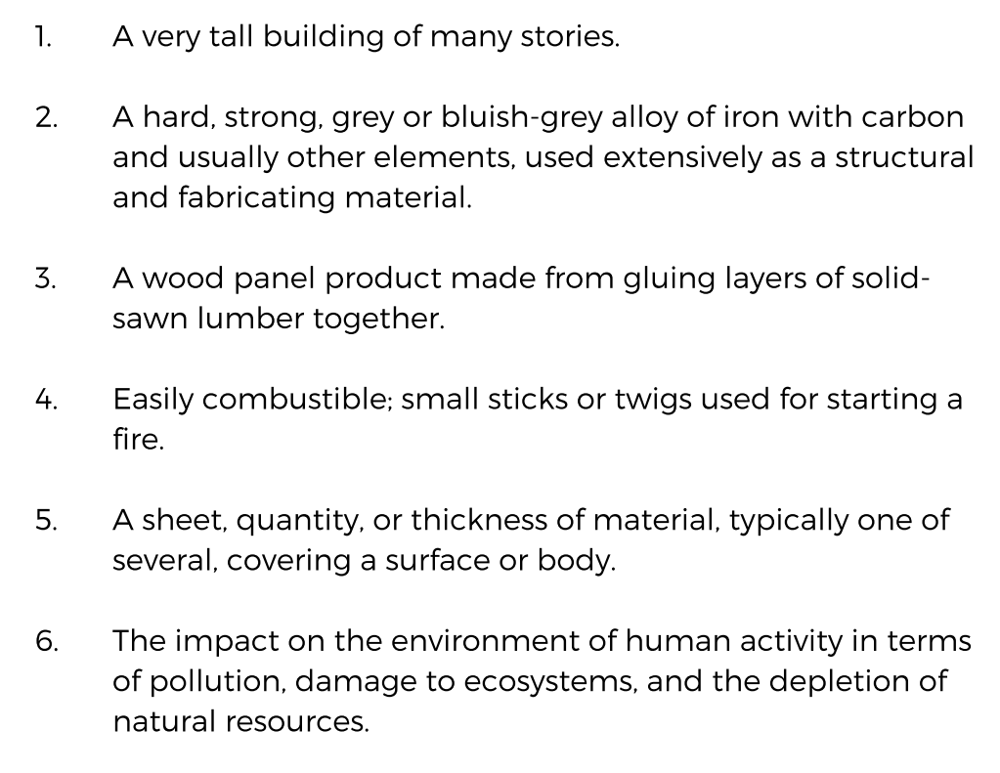 1. A very tall building of many stories.
2. A hard, strong, grey or bluish-grey alloy of iron with carbon
and usually other elements, used extensively as a structural
and fabricating material.
3. A wood panel product made from gluing layers of solid-
sawn lumber together.
4. Easily combustible; small sticks or twigs used for starting a
fire.
5. A sheet, quantity, or thickness of material, typically one of
several, covering a surface or body.
6. The impact on the environment of human activity in terms
of pollution, damage to ecosystems, and the depletion of
natural resources.